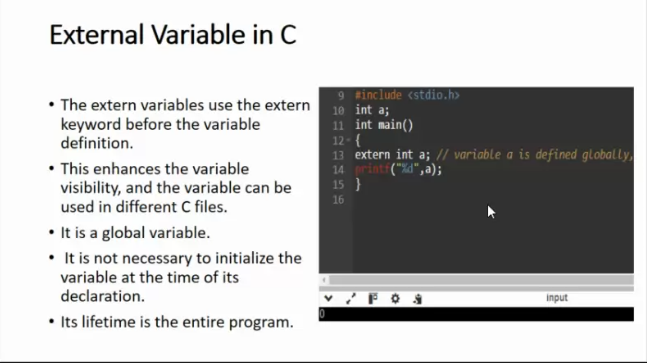 External Variable in C
• The extern variables use the extern
keyword before the variable
definition.
• This enhances the variable
visibility, and the variable can be
used in different C files.
• It is a global variable.
• It is not necessary to initialize the
variable at the time of its
declaration.
• Its lifetime is the entire program.
9 #include <stdio.h>
10 int a;
11 int main()
12 {
13 extern int a; // variable a is defined globally,
14 printf("%d",a);
15 }
16
input
0